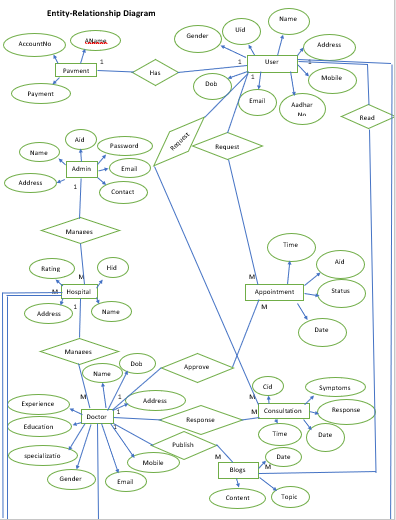 Entity-Relationship Diagram
AccountNo
AName
Payment
Payment
1
Has
1
Gender
Uid
Name
Address
User
1
Dob
1
Mobile
Email
Aadhar
No
Read
Request
Request
Aid
Name
Password
Admin
Email
Address
1
Contact
Manages
Rating
Hid
M
M
Hospital
Address
1
Name
Time
Aid
M
Appointment
Status
M
Date
Manages
Name
Dob
Approve
Experience
M
1
Address
Education
Doctor
1
1
Response
M
Cid
Symptoms
Consultation
Response
Time
Date
specializatio
Publish
Mobile
Gender
Email
M
Date
Blogs
M
Content
Topic